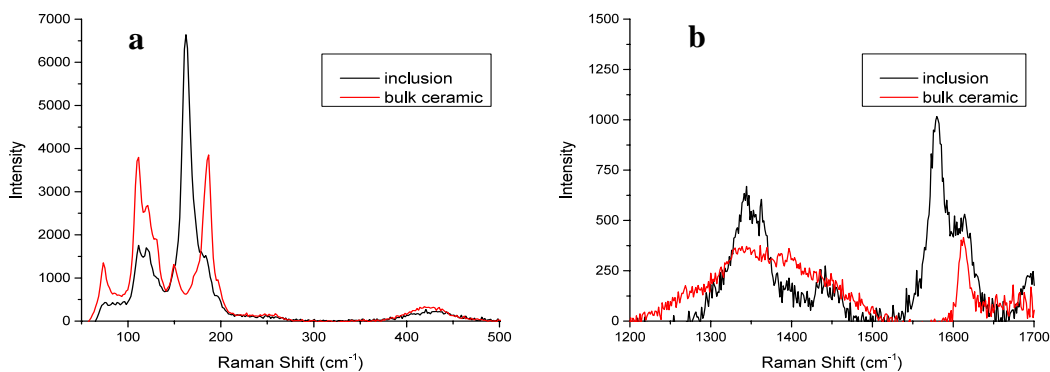 a
inclusion
bulk ceramic
Intensity
7000
6000
5000
4000
3000
2000
1000
0
100
200
300
400
500
Raman Shift (cm⁻¹)
b
inclusion
bulk ceramic
Intensity
1500
1250
1000
750
500
250
0
1200
1300
1400
1500
1600
1700
Raman Shift (cm⁻¹)